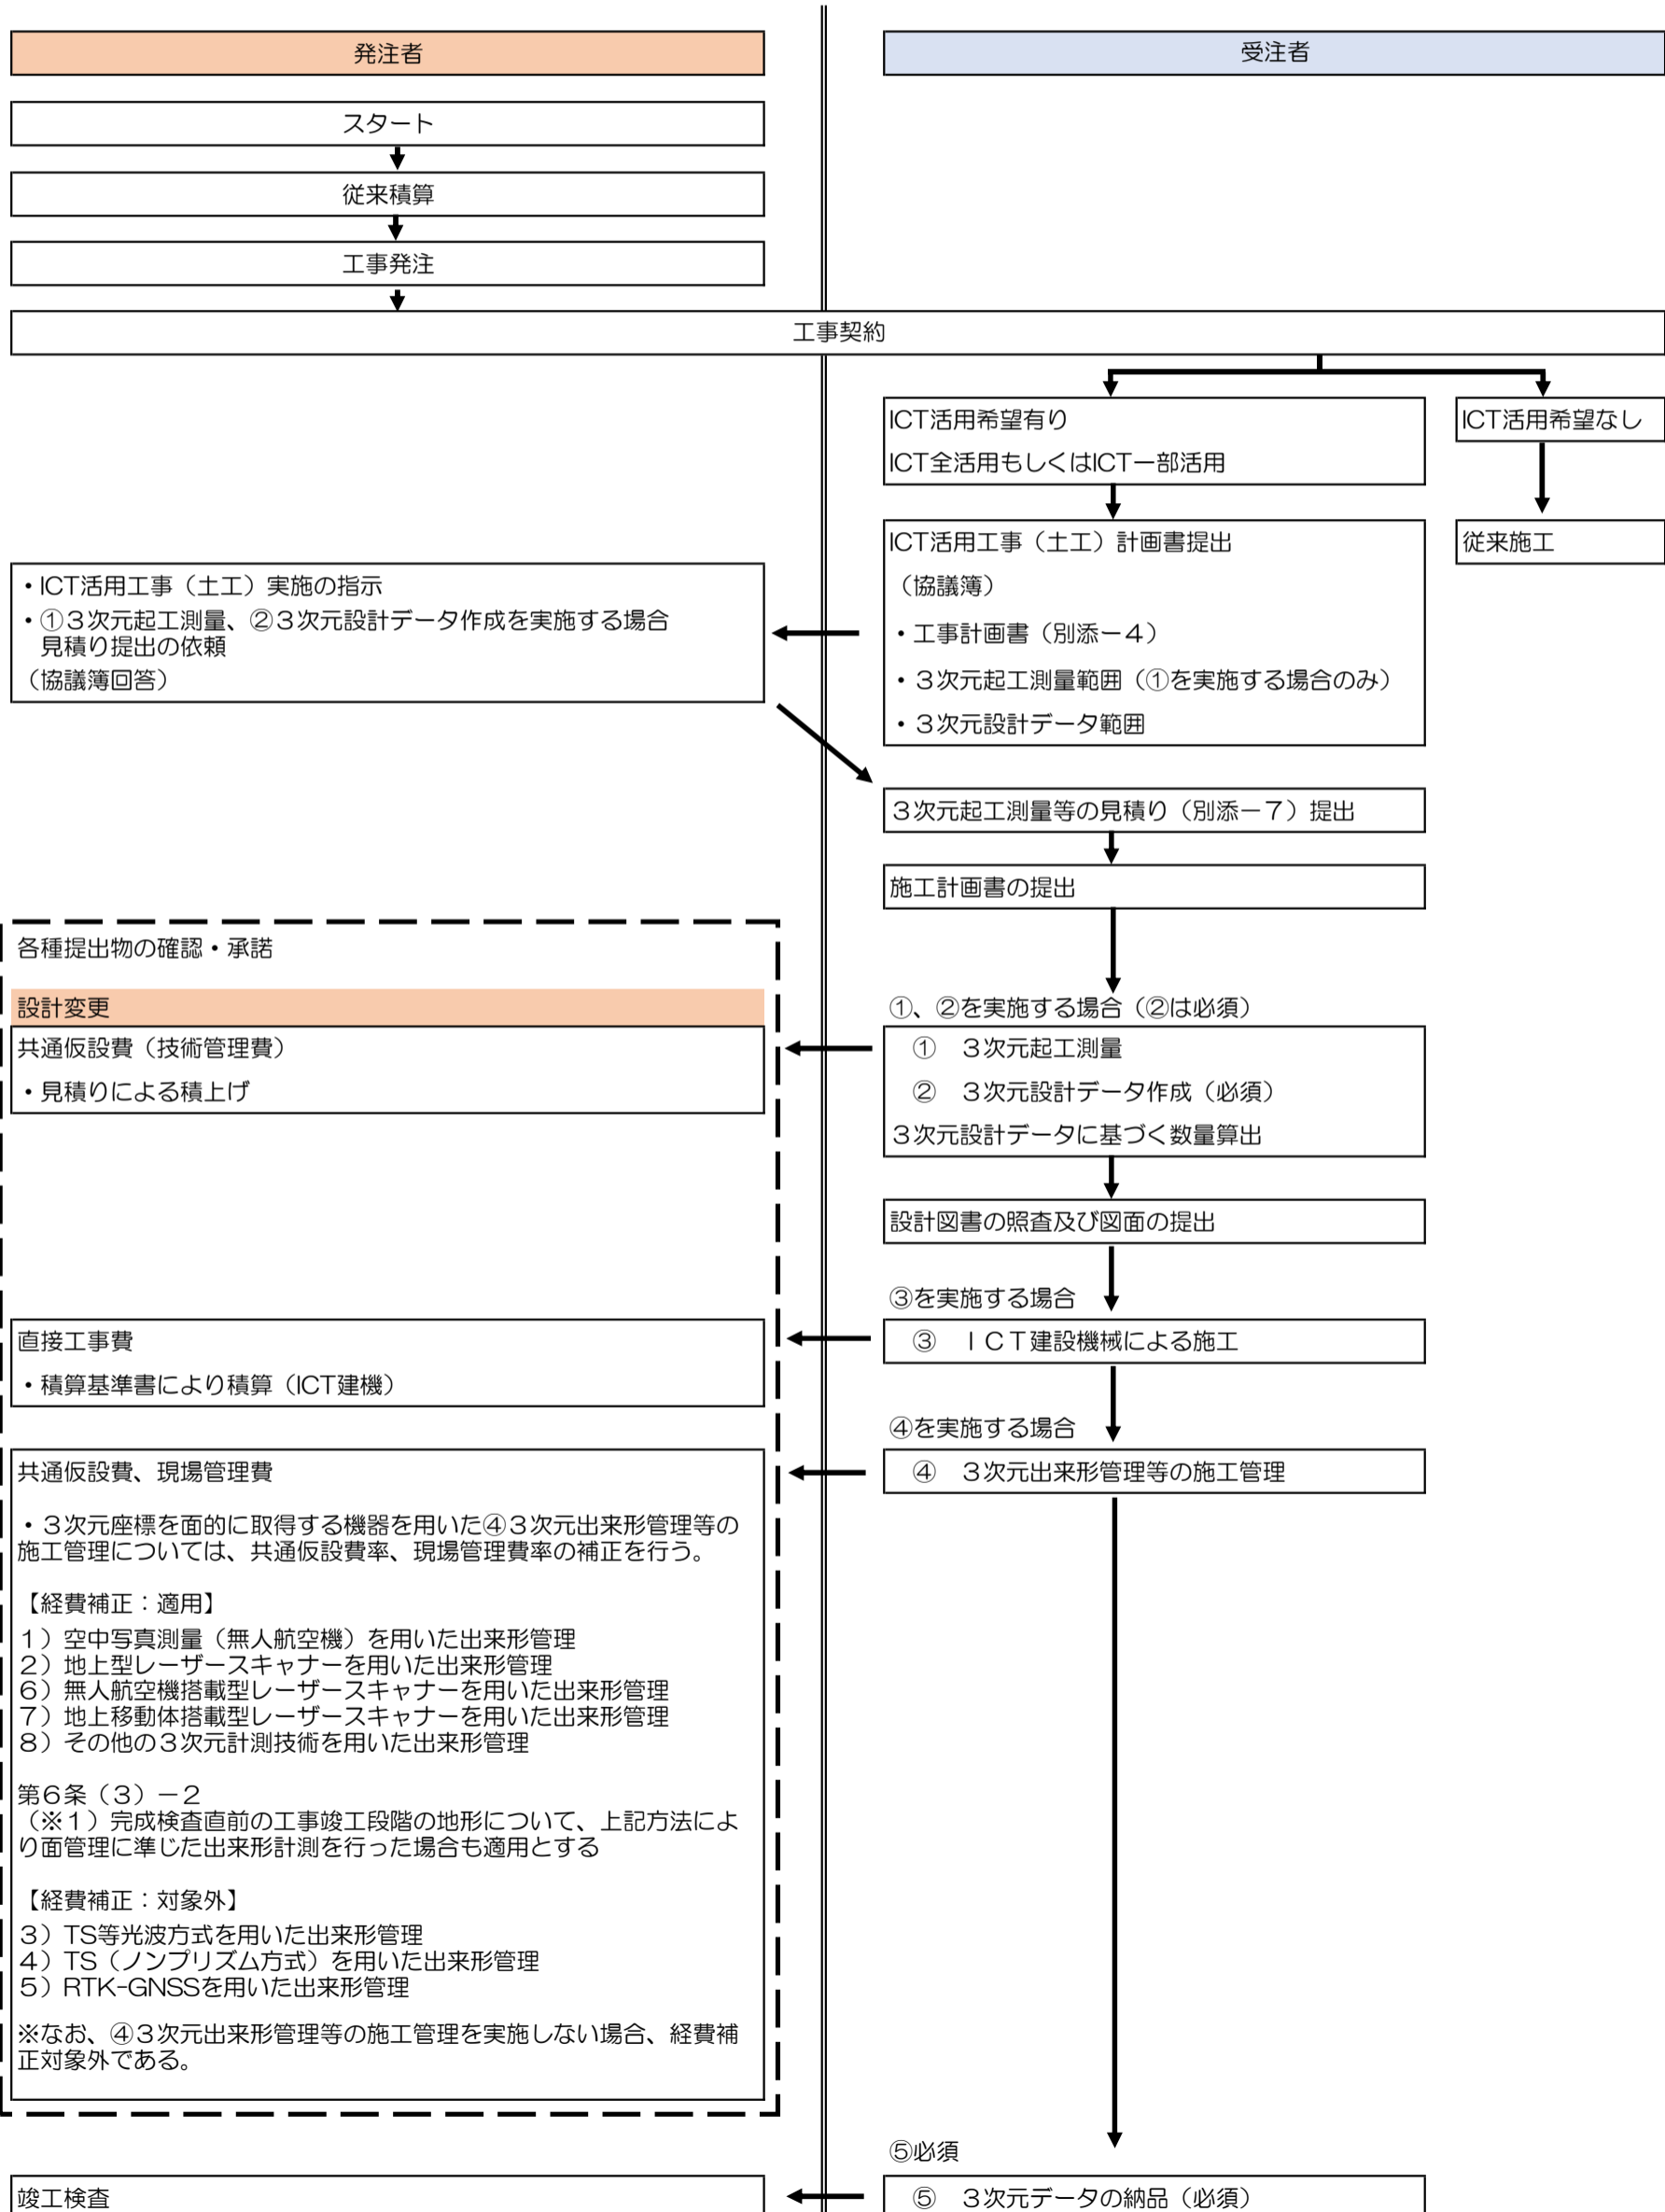 発注者
受注者
スタート
従来積算
工事発注
工事契約
ICT活用希望有り
ICT全活用もしくはICT一部活用
ICT活用希望なし
ICT活用工事（土工）計画書提出
（協議簿）
・工事計画書（別添－４）
・３次元起工測量範囲（①を実施する場合のみ）
・３次元設計データ範囲
従来施工
・ICT活用工事（土工）実施の指示
・①３次元起工測量、②３次元設計データ作成を実施する場合
見積り提出の依頼
（協議簿回答）
３次元起工測量等の見積り（別添－７）提出
施工計画書の提出
各種提出物の確認・承諾
設計変更
共通仮設費（技術管理費）
・見積りによる積上げ
①、②を実施する場合（②は必須）
①　３次元起工測量
②　３次元設計データ作成（必須）
３次元設計データに基づく数量算出
設計図書の照査及び図面の提出
③を実施する場合
③　ＩＣＴ建設機械による施工
直接工事費
・積算基準書により積算（ICT建機）
④を実施する場合
④　３次元出来形管理等の施工管理
共通仮設費、現場管理費
・３次元座標を面的に取得する機器を用いた④３次元出来形管理等の
施工管理については、共通仮設費率、現場管理費率の補正を行う。
【経費補正：適用】
１）空中写真測量（無人航空機）を用いた出来形管理
２）地上型レーザースキャナーを用いた出来形管理
６）無人航空機搭載型レーザースキャナーを用いた出来形管理
７）地上移動体搭載型レーザースキャナーを用いた出来形管理
８）その他の３次元計測技術を用いた出来形管理
第６条（３）－２
（※１）完成検査直前の工事竣工段階の地形について、上記方法によ
り面管理に準じた出来形計測を行った場合も適用とする
【経費補正：対象外】
３）TS等光波方式を用いた出来形管理
４）TS（ノンプリズム方式）を用いた出来形管理
５）RTK-GNSSを用いた出来形管理
※なお、④３次元出来形管理等の施工管理を実施しない場合、経費補
正対象外である。
⑤必須
⑤　３次元データの納品（必須）
竣工検査